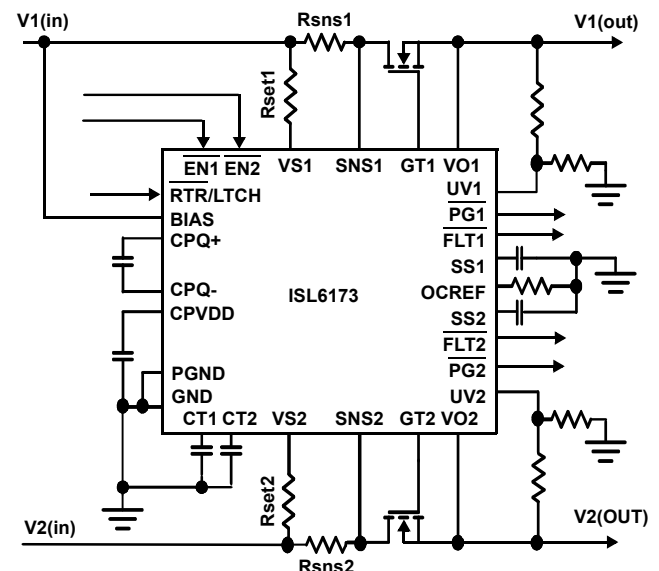 V1(in) Rsns1 V1(out)
Rset1
EN1 EN2 VS1 SNS1 GT1 VO1
UV1
RTR/LTCH
PG1
BIAS
FLT1
CPQ+
SS1
CPQ-
ISL6173
OCREF
CPVDD
SS2
FLT2
PGND
PG2
GND
UV2
CT1 CT2 VS2 SNS2 GT2 VO2
Rset2
V2(in) V2(OUT)
Rsns2